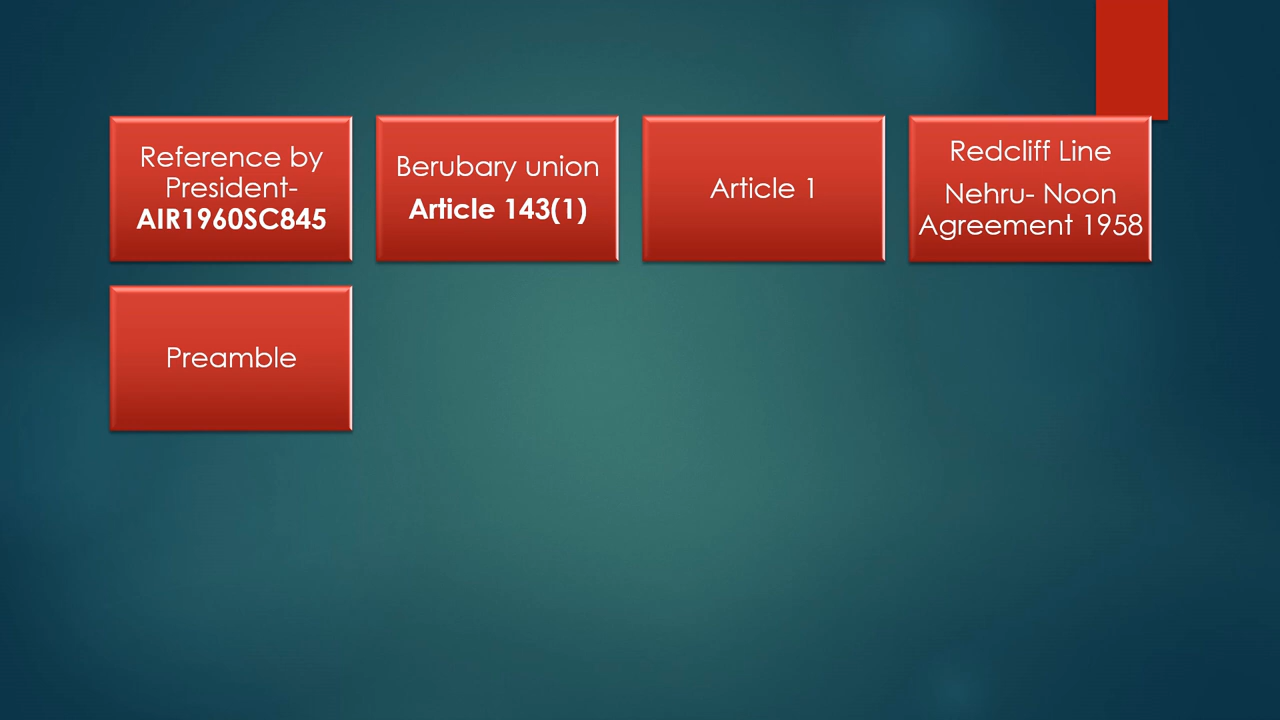 Reference by
President-
AIR1960SC845
Berubary union
Article 143(1)
Article 1
Redcliff Line
Nehru- Noon
Agreement 1958
Preamble